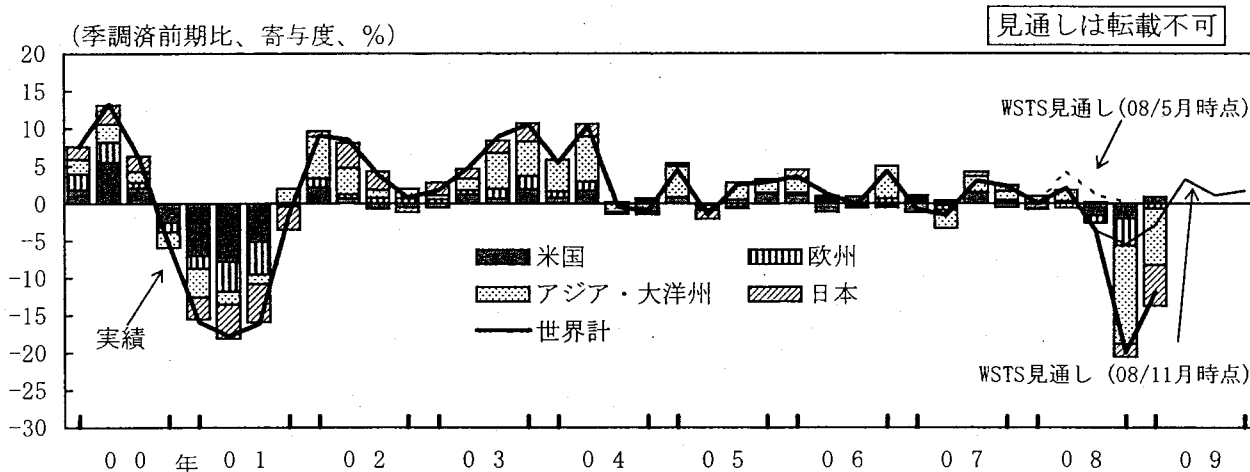 (季調済前期比、寄与度、%)
見通しは転載不可
20
15
10
5
0
-5
-10
-15
-20
-25
-30
WSTS見通し(08/5月時点)
米国
欧州
アジア・大洋州
日本
世界計
実績
WSTS見通し (08/11月時点)
00年 01 02 03 04 05 06 07 08 09